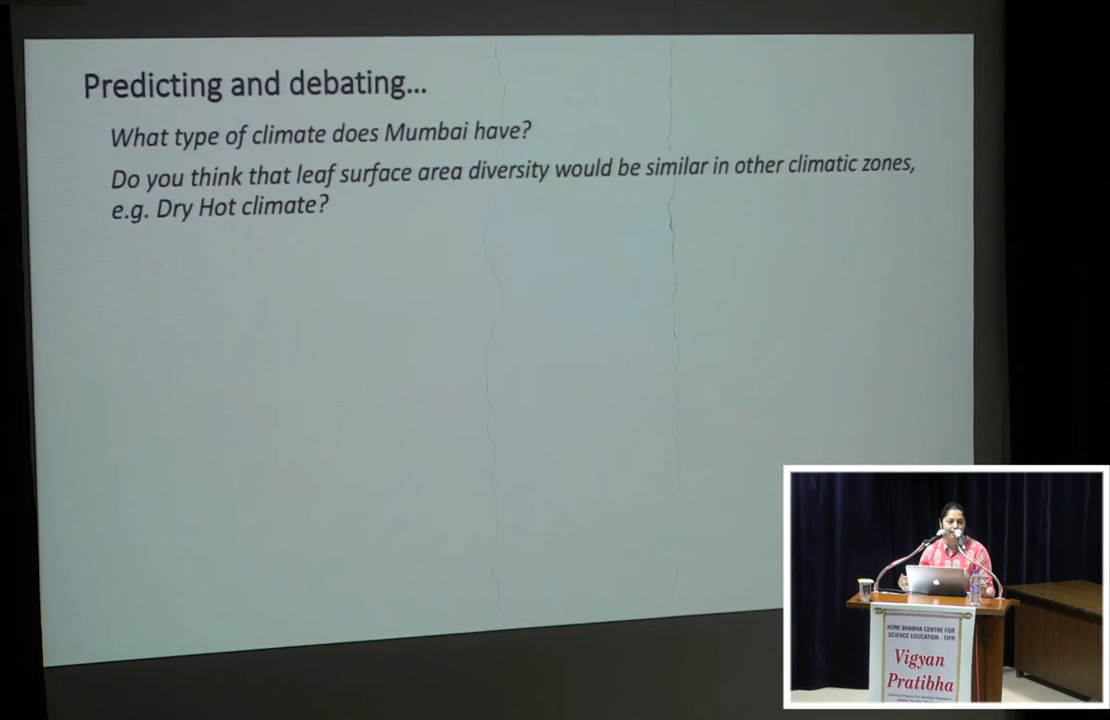 Predicting and debating...
What type of climate does Mumbai have?
Do you think that leaf surface area diversity would be similar in other climatic zones,
e.g. Dry Hot climate?
HOMI BHABHA CENTRE FOR
SCIENCE EDUCATION - TIFR
Vigyan
Pratibha